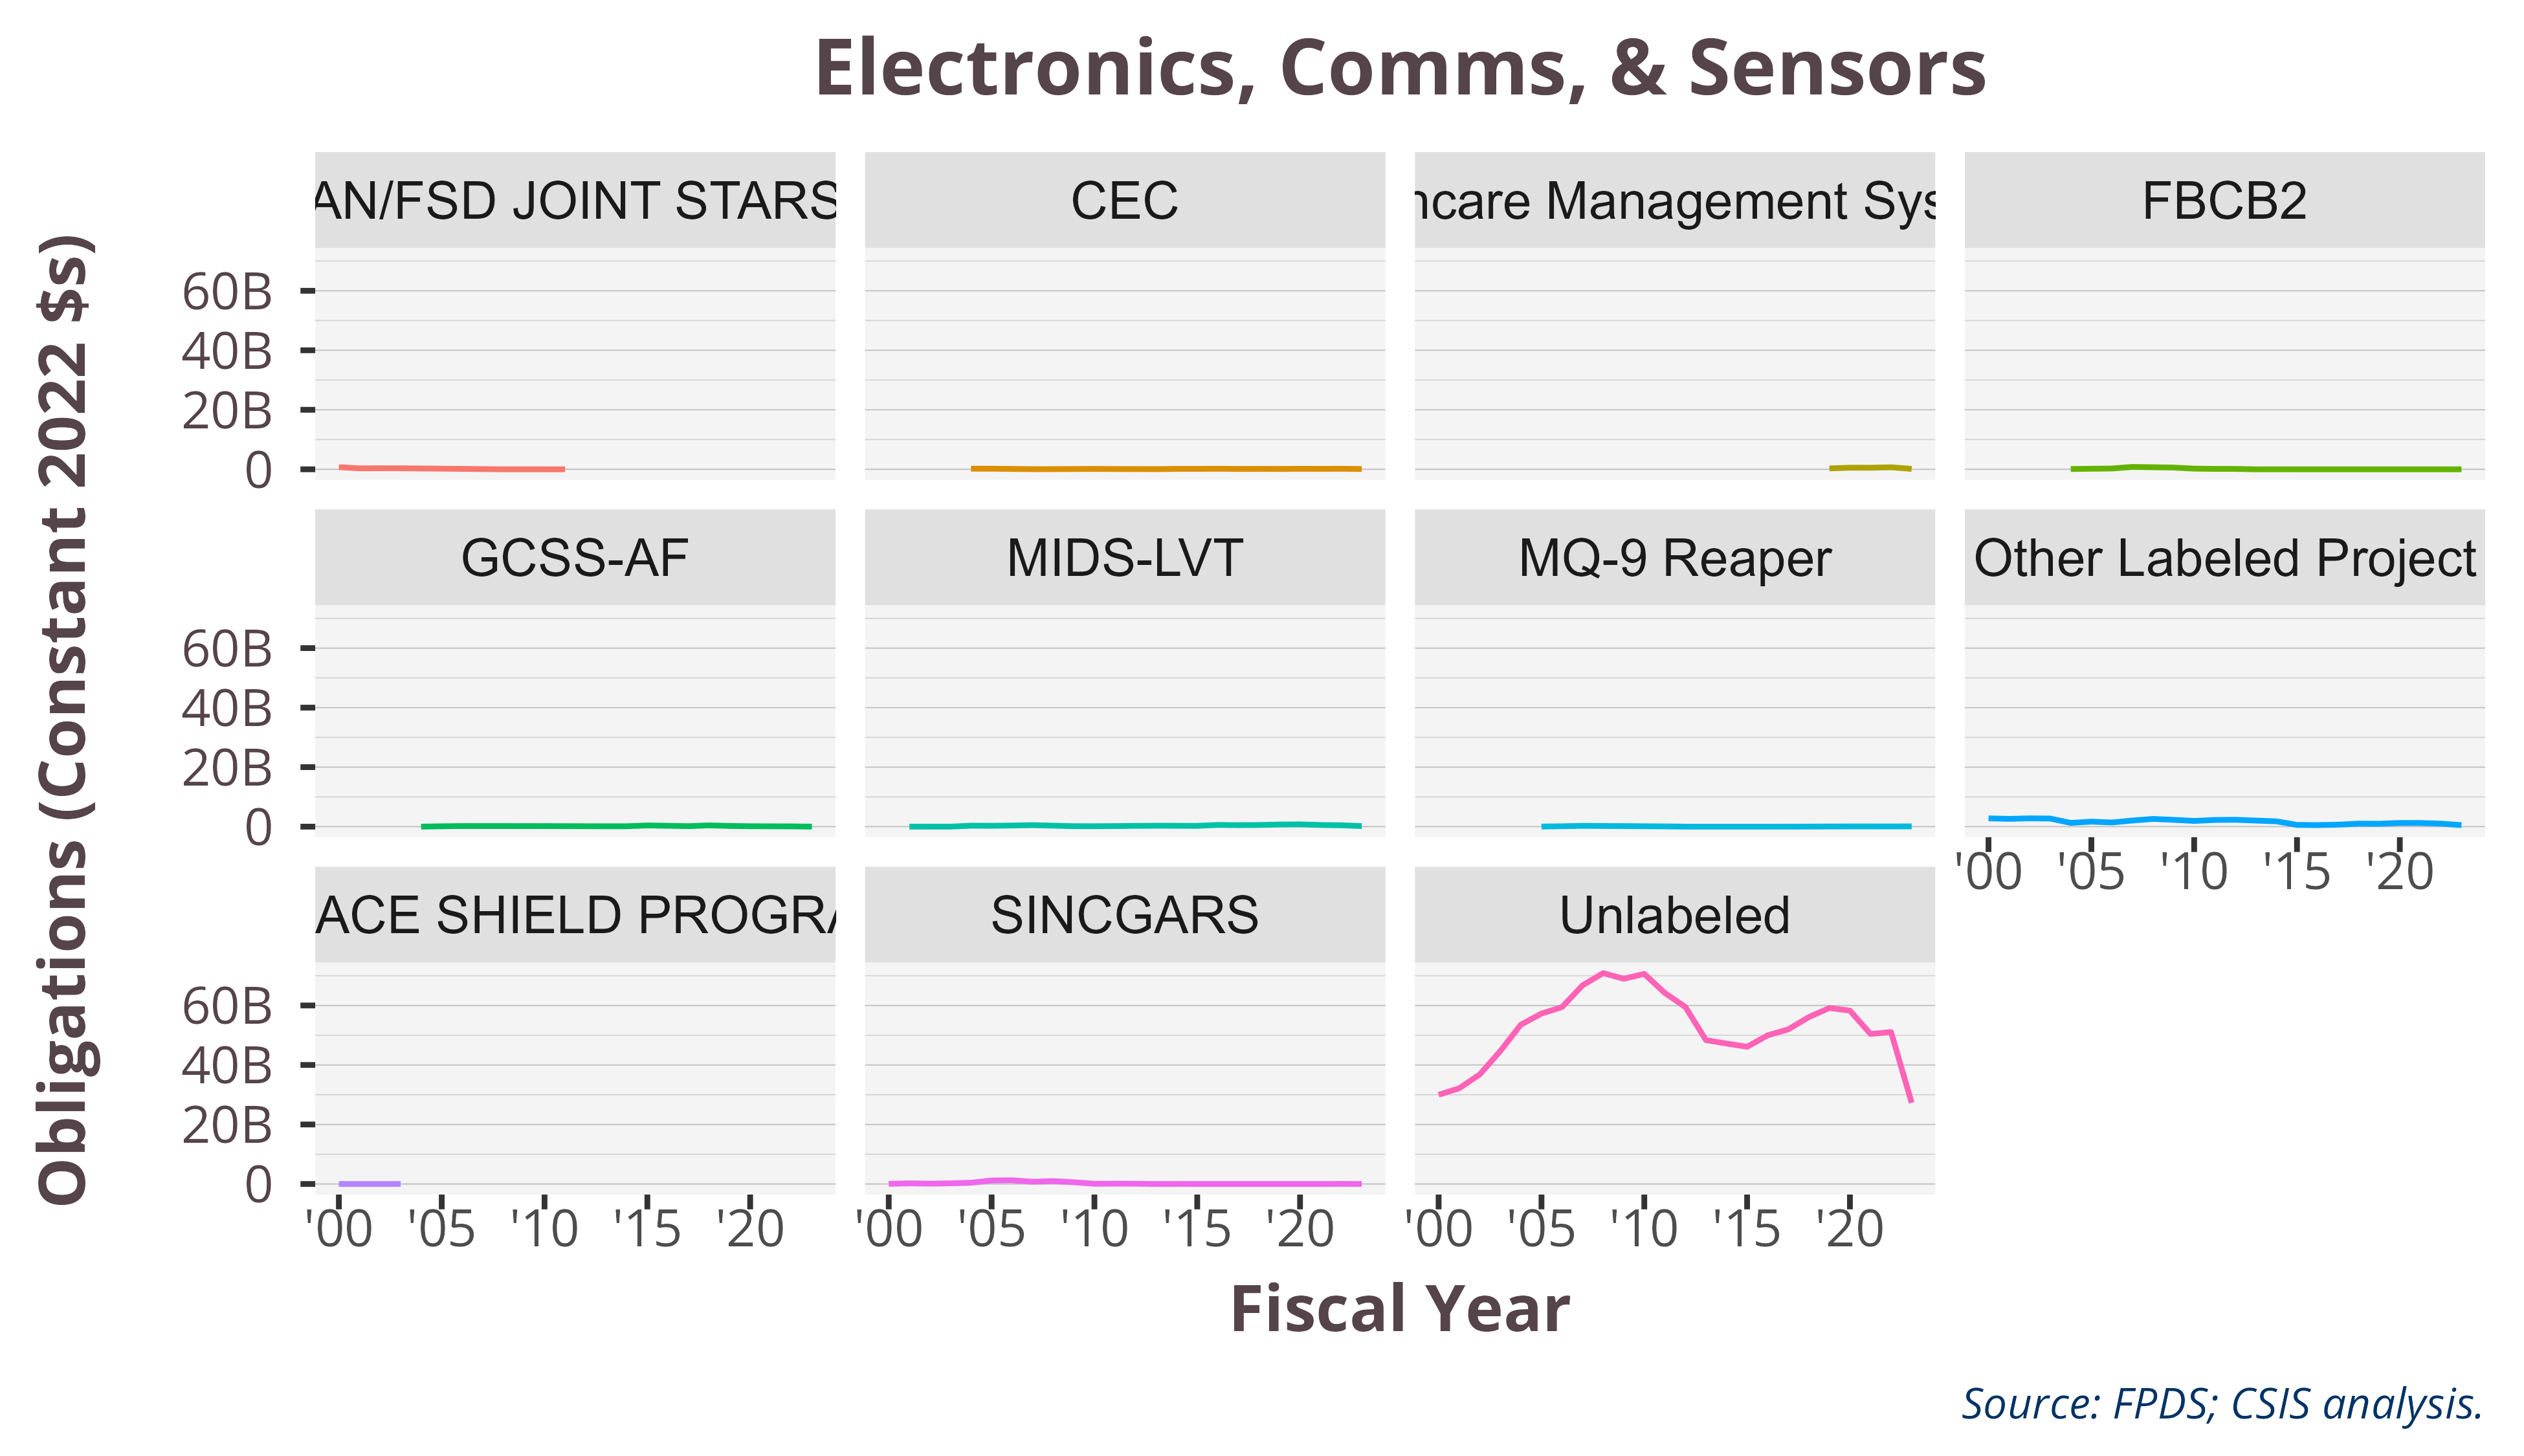 Electronics, Comms, & Sensors
Obligations (Constant 2022 $s)
AN/FSD JOINT STARS
CEC
care Management Sys
FBCB2
60B
40B
20B
0
GCSS-AF
MIDS-LVT
MQ-9 Reaper
Other Labeled Project
60B
40B
20B
0
'00 '05 '10 '15 '20
ACE SHIELD PROGRA
SINCGARS
Unlabeled
60B
40B
20B
0
'00 '05 '10 '15 '20
'00 '05 '10 '15 '20
'00 '05 '10 '15 '20
Fiscal Year
Source: FPDS; CSIS analysis.